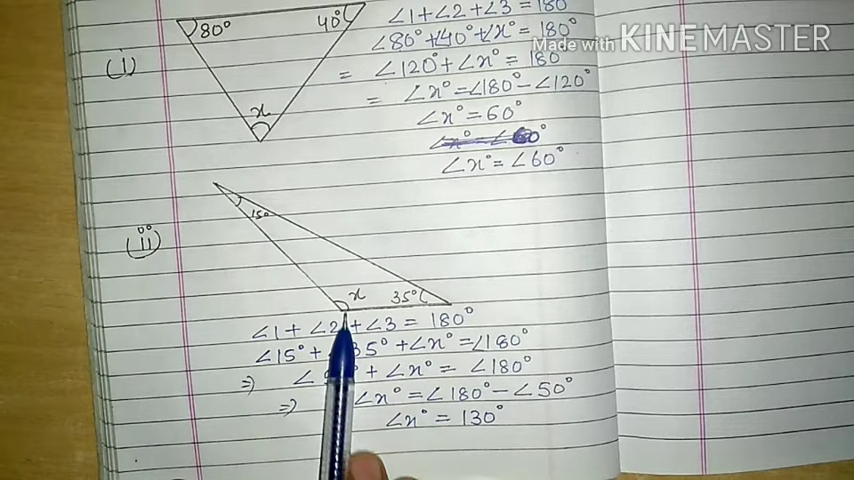 ∠1+∠2+∠3 = 180°
80° 40° ∠80°+∠40°+∠x° = 180°
Made with KINEMASTER
(i) = ∠120°+∠x° = 180°
= ∠x° = ∠180° - ∠120°
x ∠x° = 60°
∠x° = ∠60°
15°
(ii)
x 35°
∠1 + ∠2 + ∠3 = 180°
∠15° + 35° + ∠x° = ∠180°
⇒ ∠ + ∠x° = ∠180°
⇒ ∠x° = ∠180° - ∠50°
∠x° = 130°